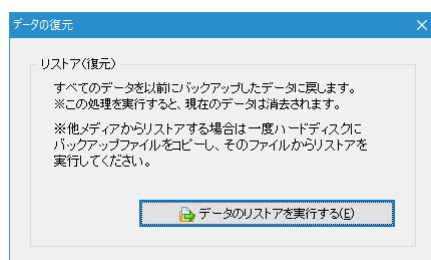 データの復元
リストア(復元)
すべてのデータを以前にバックアップしたデータに戻します。
※この処理を実行すると、現在のデータは消去されます。
※他メディアからリストアする場合は一度ハードディスクに
バックアップファイルをコピーし、そのファイルからリストアを
実行してください。
データのリストアを実行する(E)